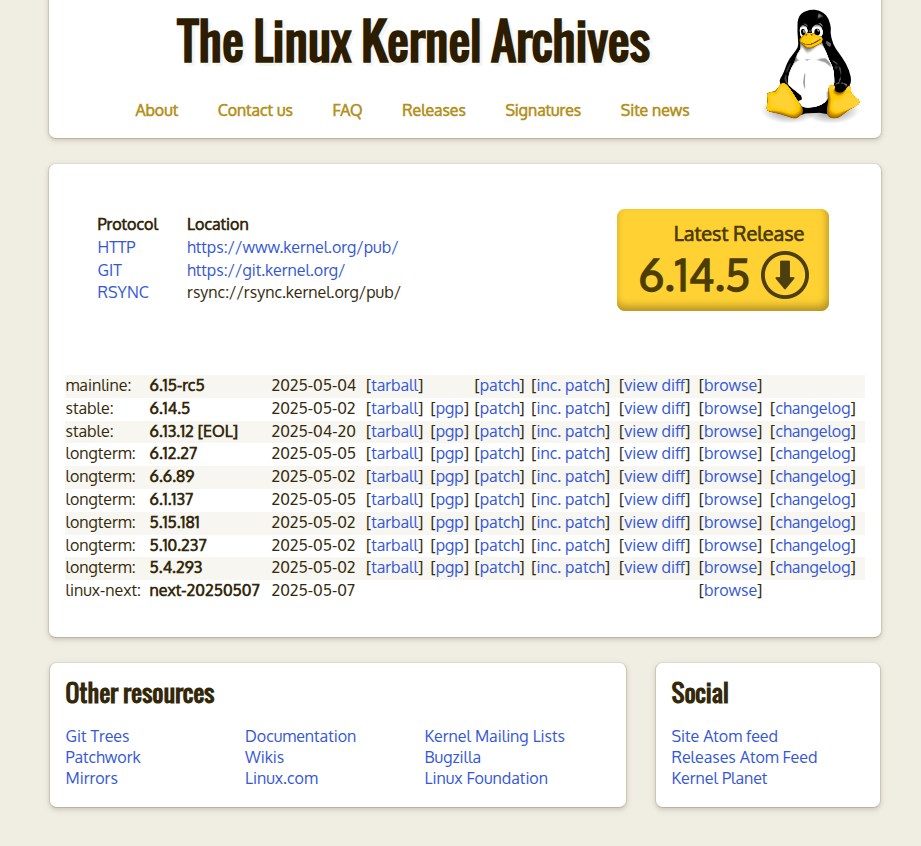 The Linux Kernel Archives
About Contact us FAQ Releases Signatures Site news
Protocol Location
HTTP https://www.kernel.org/pub/
GIT https://git.kernel.org/
RSYNC rsync://rsync.kernel.org/pub/
Latest Release
6.14.5
mainline: 6.15-rc5 2025-05-04 [tarball] [patch] [inc. patch] [view diff] [browse]
stable: 6.14.5 2025-05-02 [tarball] [pgp] [patch] [inc. patch] [view diff] [browse] [changelog]
stable: 6.13.12 [EOL] 2025-04-20 [tarball] [pgp] [patch] [inc. patch] [view diff] [browse] [changelog]
longterm: 6.12.27 2025-05-05 [tarball] [pgp] [patch] [inc. patch] [view diff] [browse] [changelog]
longterm: 6.6.89 2025-05-02 [tarball] [pgp] [patch] [inc. patch] [view diff] [browse] [changelog]
longterm: 6.1.137 2025-05-05 [tarball] [pgp] [patch] [inc. patch] [view diff] [browse] [changelog]
longterm: 5.15.181 2025-05-02 [tarball] [pgp] [patch] [inc. patch] [view diff] [browse] [changelog]
longterm: 5.10.237 2025-05-02 [tarball] [pgp] [patch] [inc. patch] [view diff] [browse] [changelog]
longterm: 5.4.293 2025-05-02 [tarball] [pgp] [patch] [inc. patch] [view diff] [browse] [changelog]
linux-next: next-20250507 2025-05-07 [browse]
Other resources
Git Trees Documentation Kernel Mailing Lists
Patchwork Wikis Bugzilla
Mirrors Linux.com Linux Foundation
Social
Site Atom feed
Releases Atom Feed
Kernel Planet